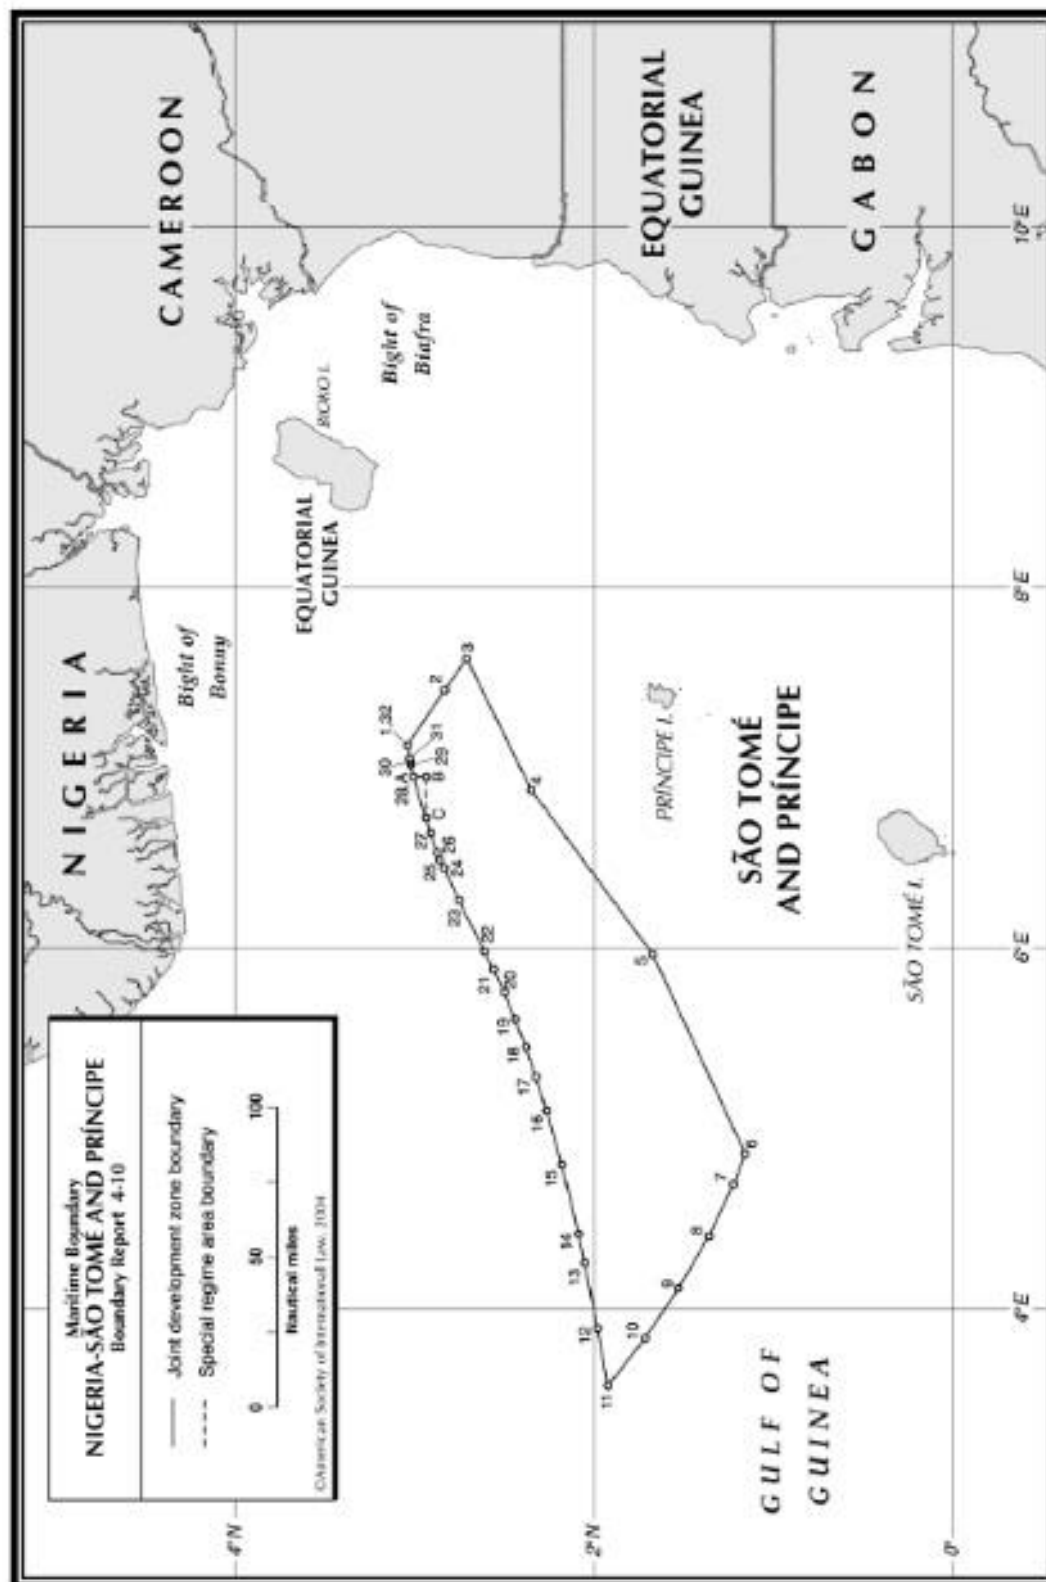 Maritime Boundary
NIGERIA-SÃO TOMÉ AND PRÍNCIPE
Boundary Report 4-10
Joint development zone boundary
Special regime area boundary
0 50 100
Nautical miles
©American Society of International Law, 2004
NIGERIA
CAMEROON
Bight of
Bonny
EQUATORIAL
GUINEA
BIOKO I.
Bight of
Biafra
EQUATORIAL
GUINEA
GABON
PRÍNCIPE I.
SÃO TOMÉ
AND PRÍNCIPE
SÃO TOMÉ I.
GULF OF
GUINEA
4°N
2°N
0°
4°E
6°E
8°E
10°E
1,32
2
3
4
5
6
7
8
9
10
11
12
13
14
15
16
17
18
19
20
21
22
23
24
25
26
27
C
B
28,A
29
30
31